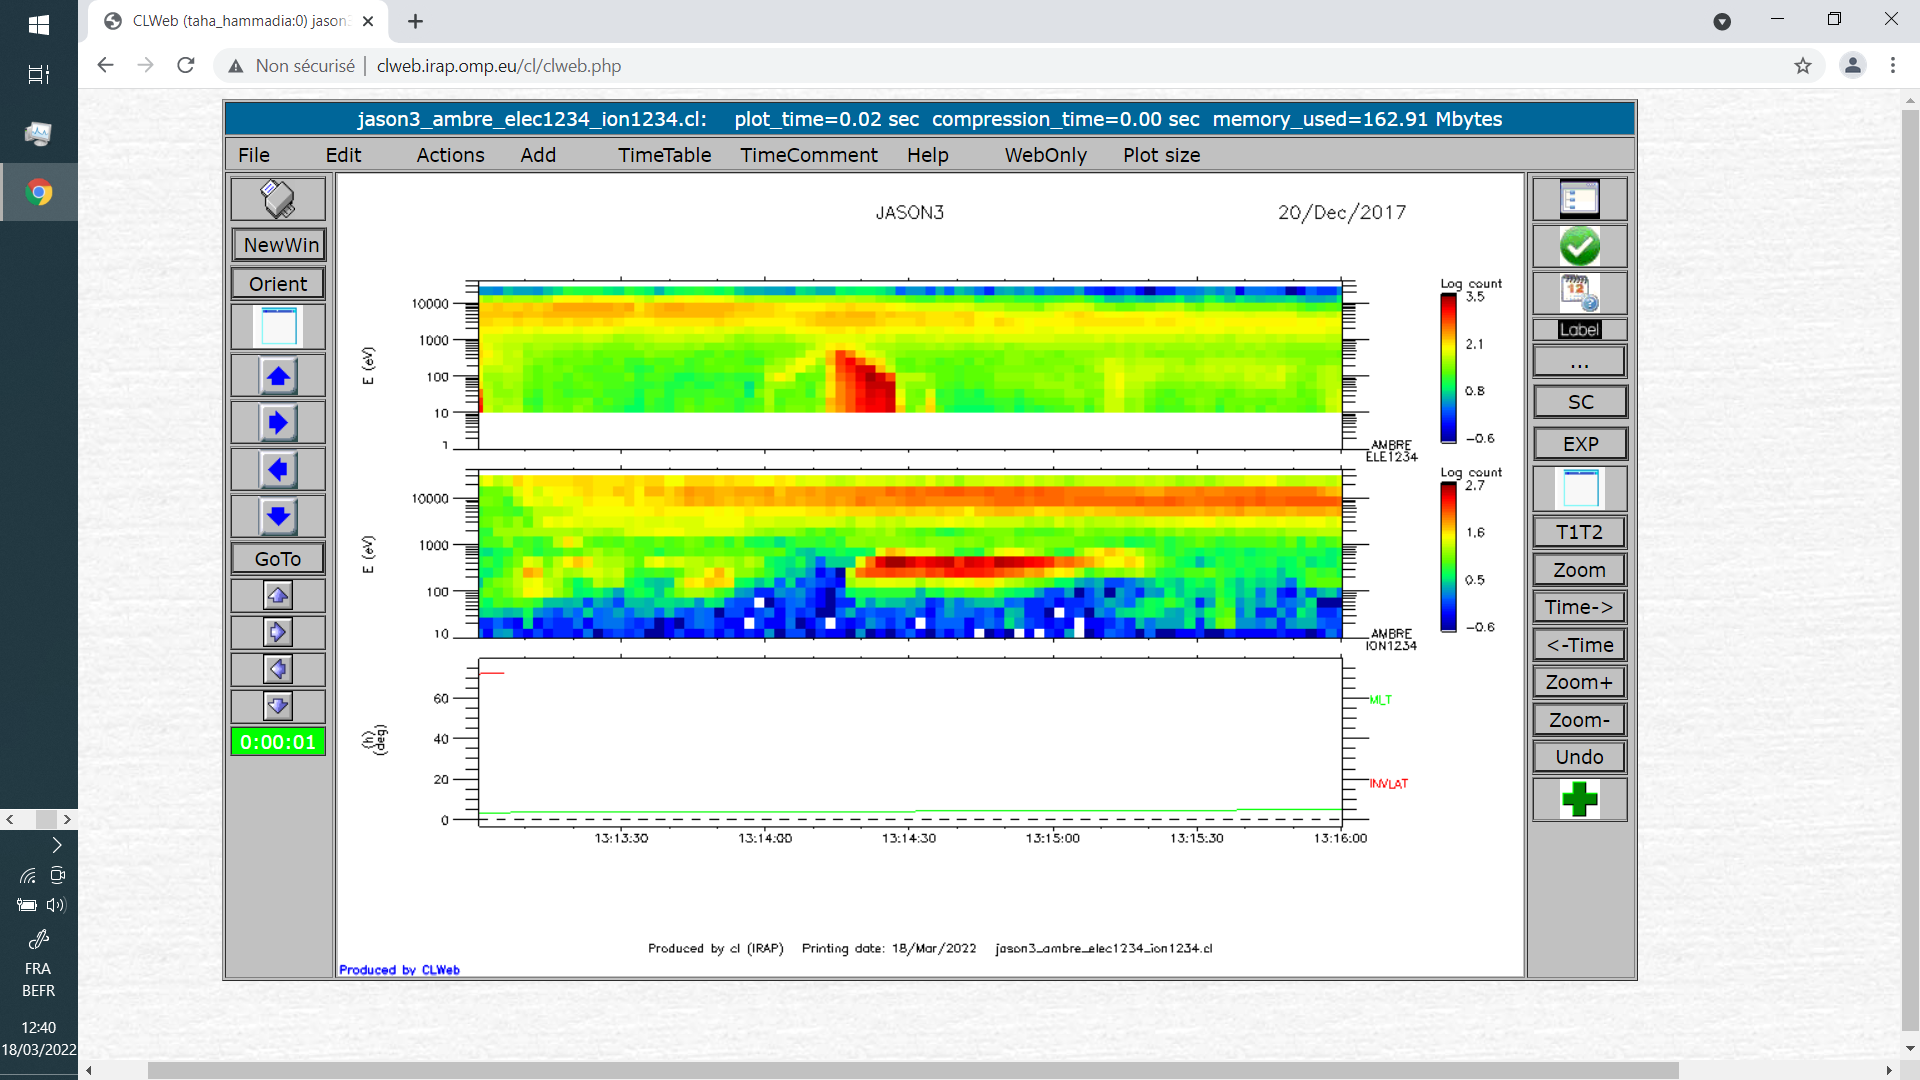 CLWeb (taha_hammadia:0) jason3
Non sécurisé | clweb.irap.omp.eu/cl/clweb.php
jason3_ambre_elec1234_ion1234.cl: plot_time=0.02 sec compression_time=0.00 sec memory_used=162.91 Mbytes
File Edit Actions Add TimeTable TimeComment Help WebOnly Plot size
NewWin
Orient
GoTo
0:00:01
JASON3 20/Dec/2017
10000
1000
100
10
1
E (eV)
Log count
3.5
2.1
0.8
-0.6
AMBRE
ELE1234
10000
1000
100
10
E (eV)
Log count
2.7
1.6
0.5
-0.6
AMBRE
ION1234
60
40
20
0
(h)
(deg)
MLT
INVLAT
13:13:30 13:14:00 13:14:30 13:15:00 13:15:30 13:16:00
Produced by cl (IRAP) Printing date: 18/Mar/2022 jason3_ambre_elec1234_ion1234.cl
Produced by CLWeb
12
Label
...
SC
EXP
T1T2
Zoom
Time->
<-Time
Zoom+
Zoom-
Undo
FRA
BEFR
12:40
18/03/2022